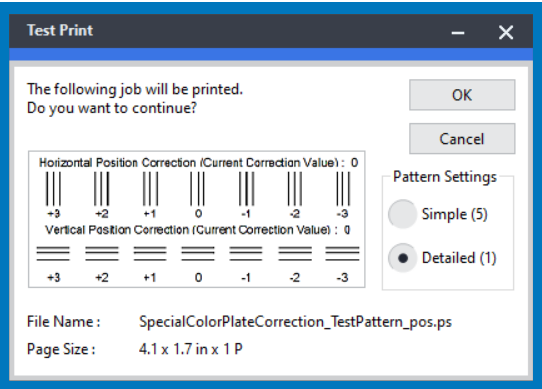 Test Print
The following job will be printed.
Do you want to continue?
OK
Cancel
Horizontal Position Correction (Current Correction Value) : 0
+3 +2 +1 0 -1 -2 -3
Vertical Position Correction (Current Correction Value) : 0
+3 +2 +1 0 -1 -2 -3
Pattern Settings
Simple (5)
Detailed (1)
File Name : SpecialColorPlateCorrection_TestPattern_pos.ps
Page Size : 4.1 x 1.7 in x 1 P